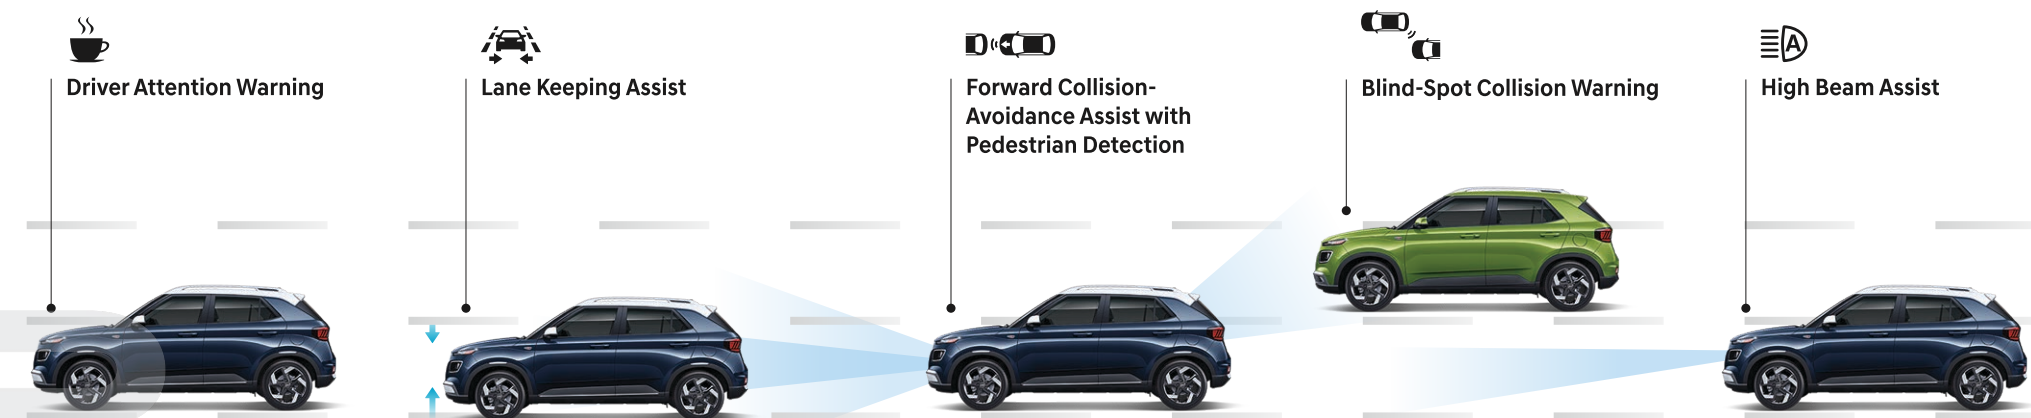 Driver Attention Warning
Lane Keeping Assist
Forward Collision-
Avoidance Assist with
Pedestrian Detection
Blind-Spot Collision Warning
A
High Beam Assist